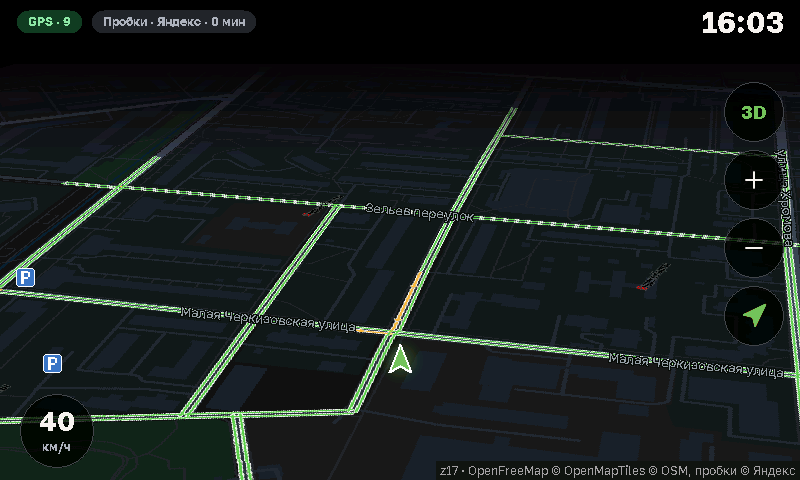 GPS · 9
Пробки · Яндекс · 0 мин
16:03
3D
+
Зельев переулок
−
P
Малая Черкизовская улица
P
Малая Черкизовская улица
40
км/ч
z17 · OpenFreeMap © OpenMapTiles © OSM, пробки © Яндекс